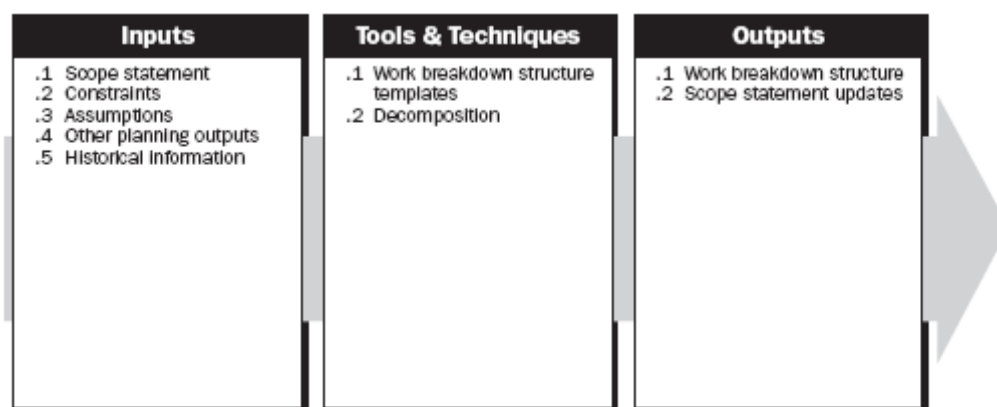 Inputs
.1 Scope statement
.2 Constraints
.3 Assumptions
.4 Other planning outputs
.5 Historical information
Tools & Techniques
.1 Work breakdown structure
templates
.2 Decomposition
Outputs
.1 Work breakdown structure
.2 Scope statement updates